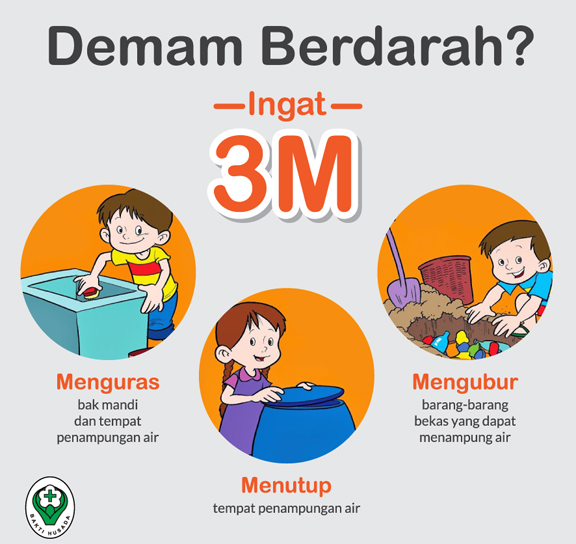 Demam Berdarah?
—Ingat—
3M
Menguras
bak mandi
dan tempat
penampungan air
Menutup
tempat penampungan air
Mengubur
barang-barang
bekas yang dapat
menampung air
BAKTI HUSADA